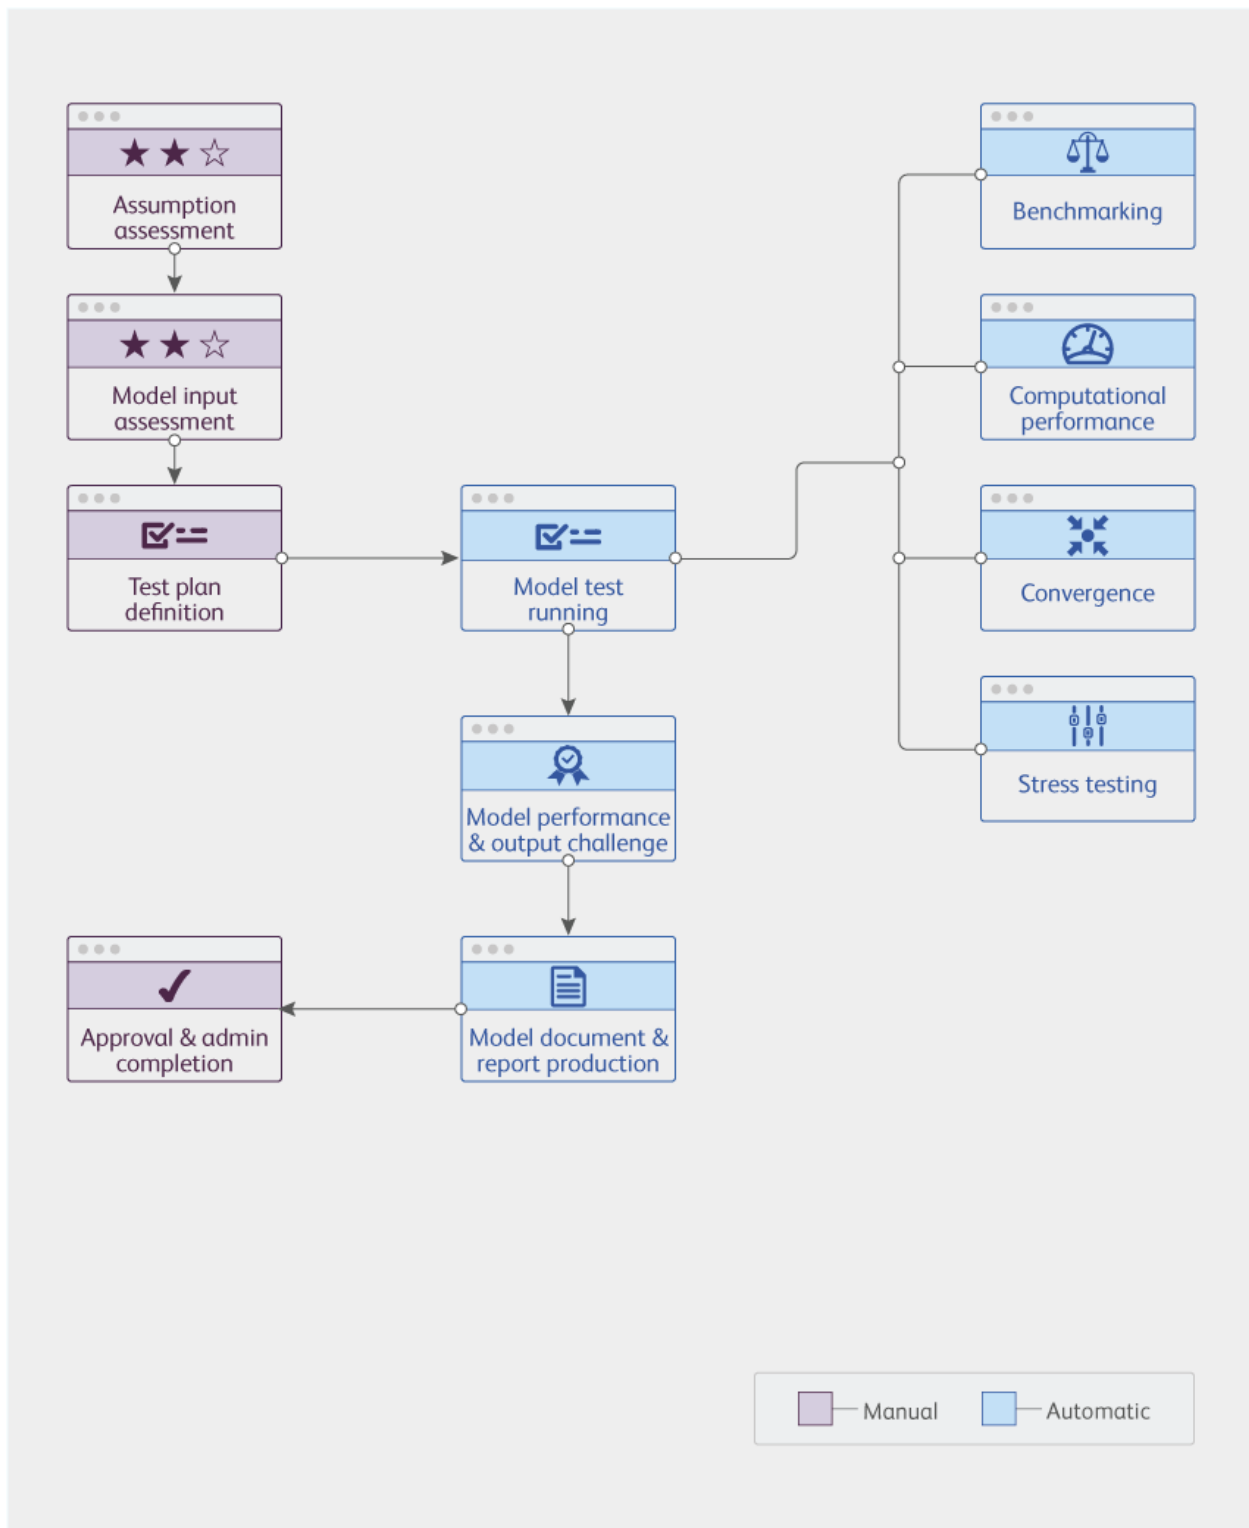 Assumption
assessment
Benchmarking
Model input
assessment
Computational
performance
Test plan
definition
Model test
running
Convergence
Model performance
& output challenge
Stress testing
Approval & admin
completion
Model document &
report production
Manual
Automatic